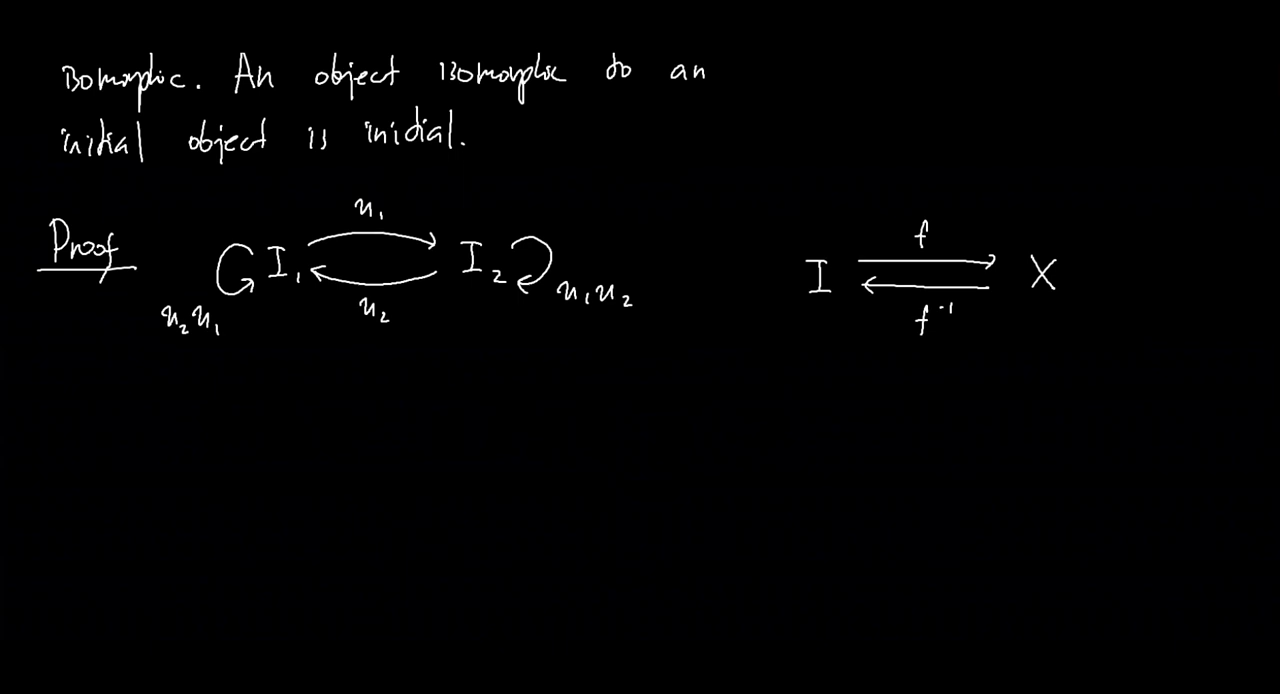 isomorphic. An object isomorphic to an
initial object is initial.
Proof
u₁
I₁
I₂
u₂
u₂u₁
u₁u₂
f
I
X
f⁻¹